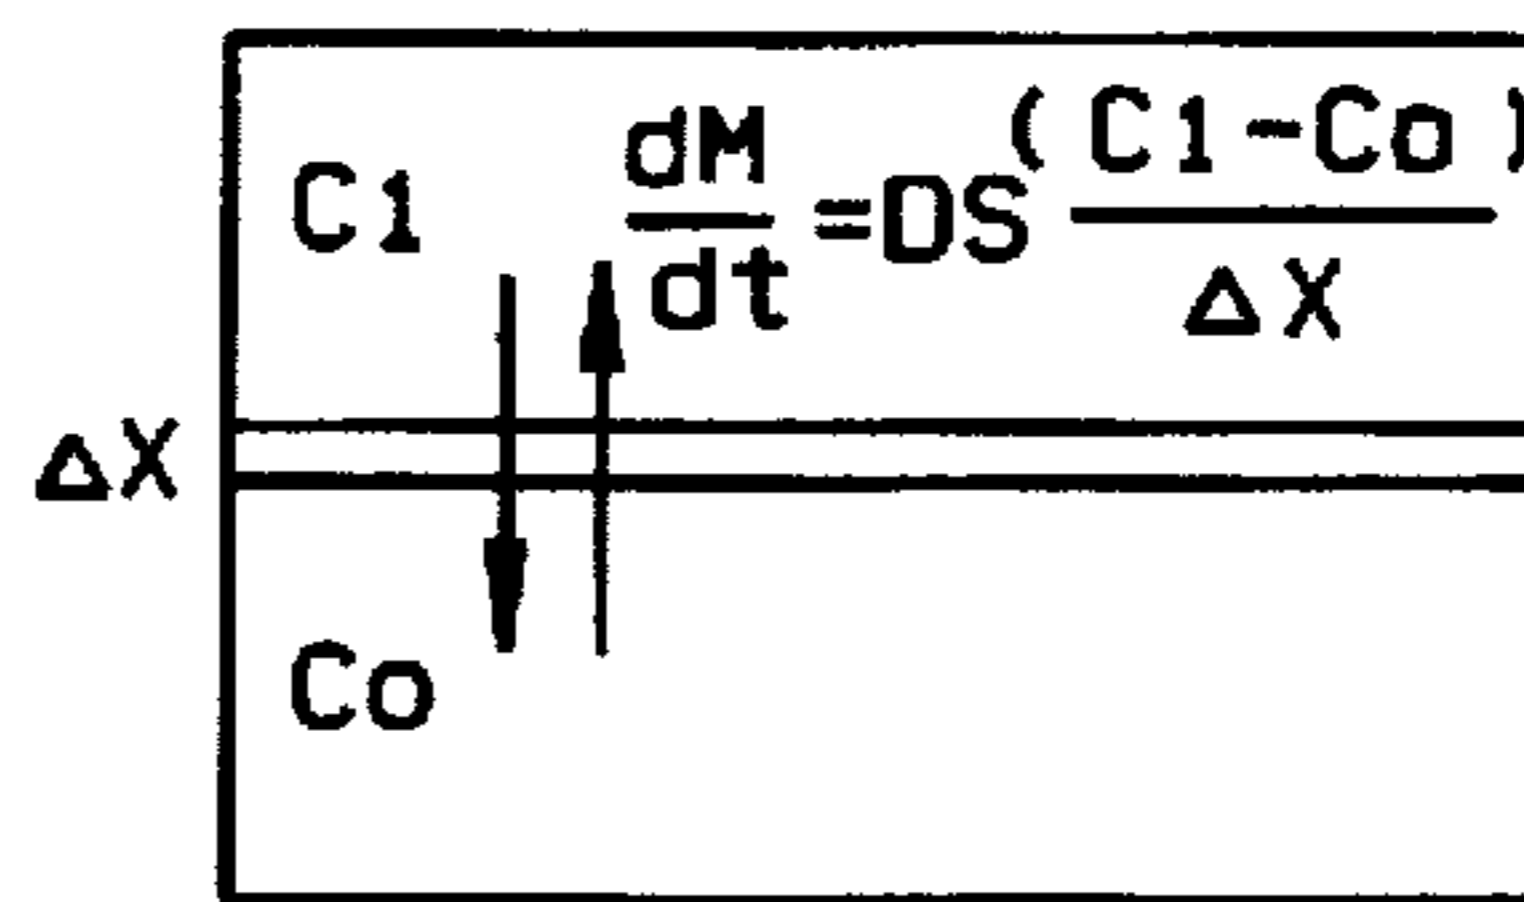 C1 dM/dt =DS (C1-Co)/ΔX
ΔX
Co